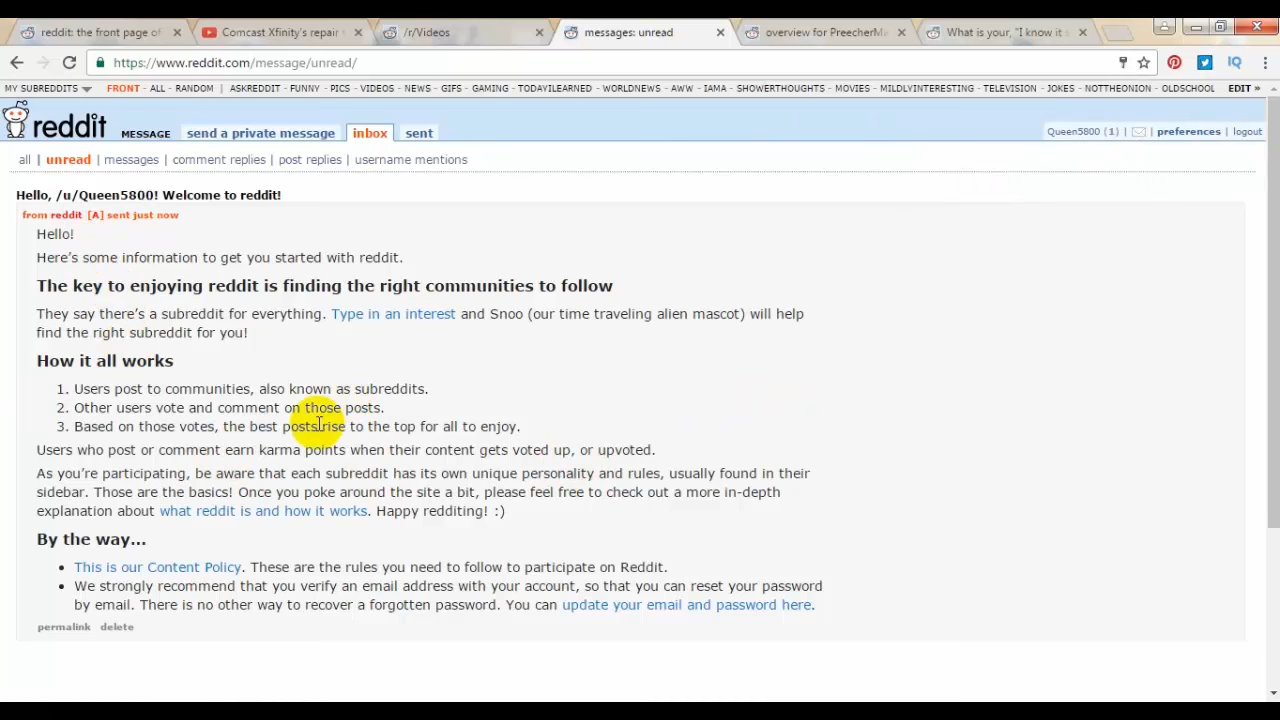 reddit: the front page of
Comcast Xfinity's repair
/r/Videos
messages: unread
overview for PreecherMa
What is your, "I know it s
https://www.reddit.com/message/unread/
MY SUBREDDITS FRONT - ALL - RANDOM | ASKREDDIT - FUNNY - PICS - VIDEOS - NEWS - GIFS - GAMING - TODAYILEARNED - WORLDNEWS - AWW - IAMA - SHOWERTHOUGHTS - MOVIES - MILDLYINTERESTING - TELEVISION - JOKES - NOTTHEONION - OLDSCHOOL EDIT »
reddit MESSAGE send a private message inbox sent
Queen5800 (1) | | preferences | logout
all | unread | messages | comment replies | post replies | username mentions
Hello, /u/Queen5800! Welcome to reddit!
from reddit [A] sent just now
Hello!
Here's some information to get you started with reddit.
The key to enjoying reddit is finding the right communities to follow
They say there's a subreddit for everything. Type in an interest and Snoo (our time traveling alien mascot) will help
find the right subreddit for you!
How it all works
1. Users post to communities, also known as subreddits.
2. Other users vote and comment on those posts.
3. Based on those votes, the best posts rise to the top for all to enjoy.
Users who post or comment earn karma points when their content gets voted up, or upvoted.
As you're participating, be aware that each subreddit has its own unique personality and rules, usually found in their
sidebar. Those are the basics! Once you poke around the site a bit, please feel free to check out a more in-depth
explanation about what reddit is and how it works. Happy redditing! :)
By the way...
• This is our Content Policy. These are the rules you need to follow to participate on Reddit.
• We strongly recommend that you verify an email address with your account, so that you can reset your password
by email. There is no other way to recover a forgotten password. You can update your email and password here.
permalink delete